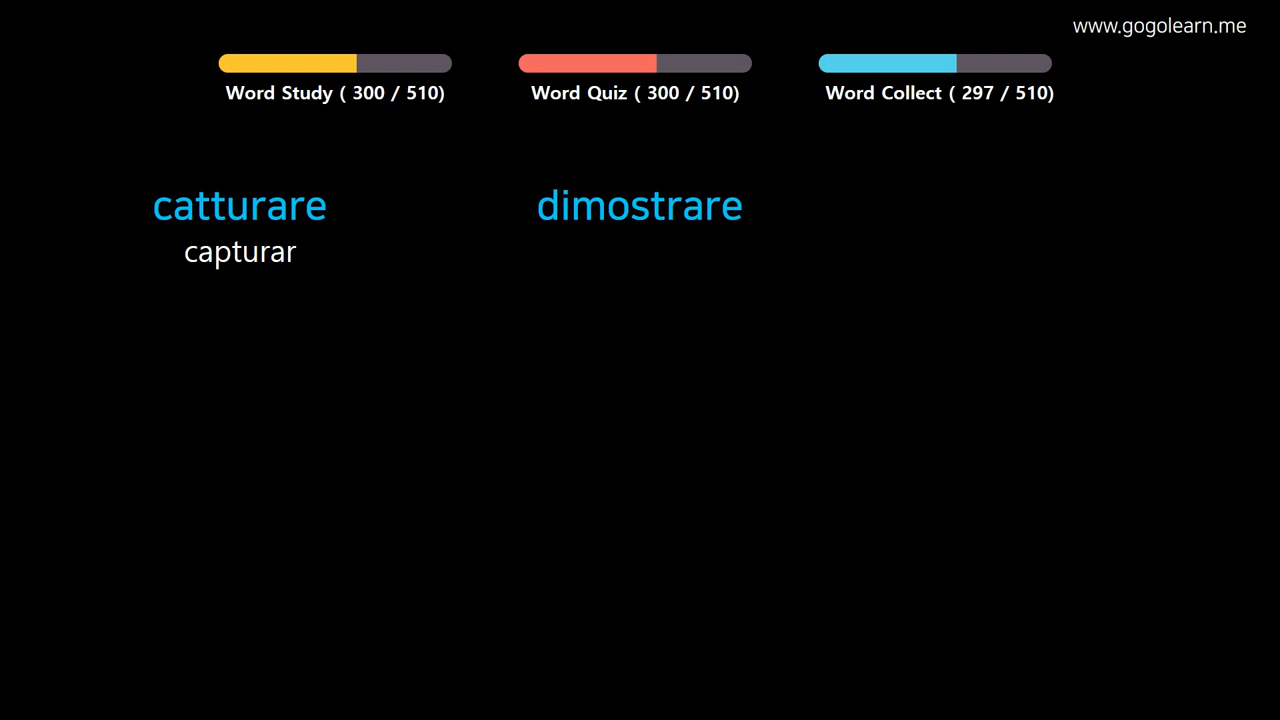 www.gogolearn.me
Word Study ( 300 / 510)
Word Quiz ( 300 / 510)
Word Collect ( 297 / 510)
catturare
capturar
dimostrare